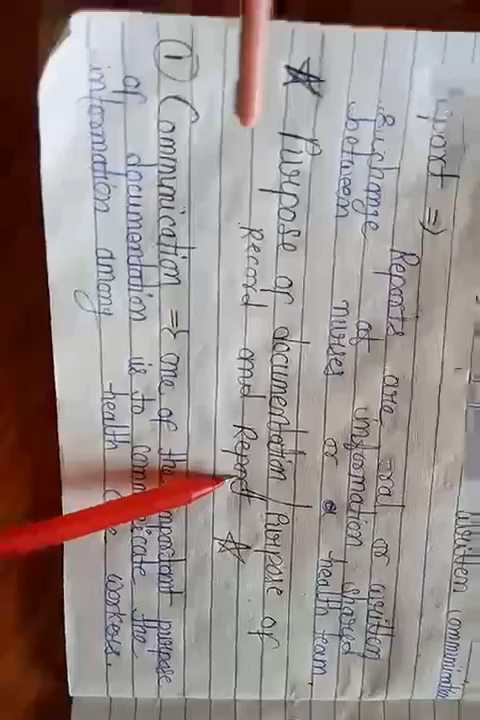 written communication
port ⇒ Reports are oral or written
Exchange of information shared
between nurses or a health team.
☆ Purpose of documentation / Purpose of
Record and Report ☆
① Communication ⇒ one of the important purpose
of documentation is to communicate the
information among health care workers.